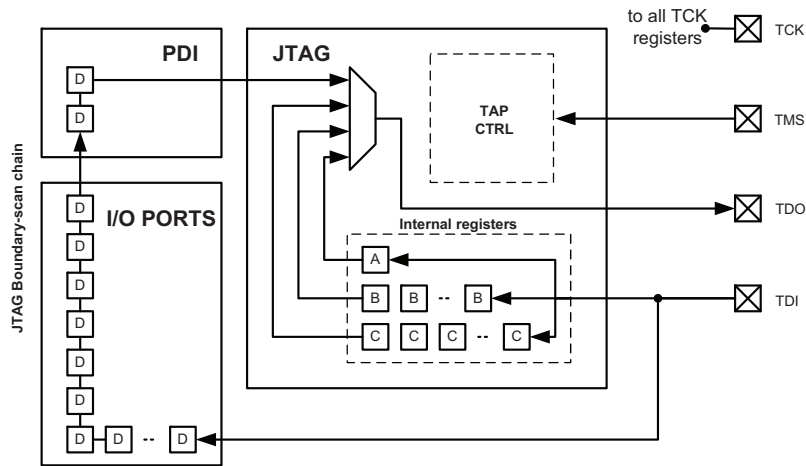 to all TCK
registers
TCK
PDI
JTAG
D
D
TAP
CTRL
TMS
JTAG Boundary-scan chain
I/O PORTS
D
D
D
D
D
D
D D -- D
TDO
Internal registers
A
B B -- B
C C C -- C
TDI